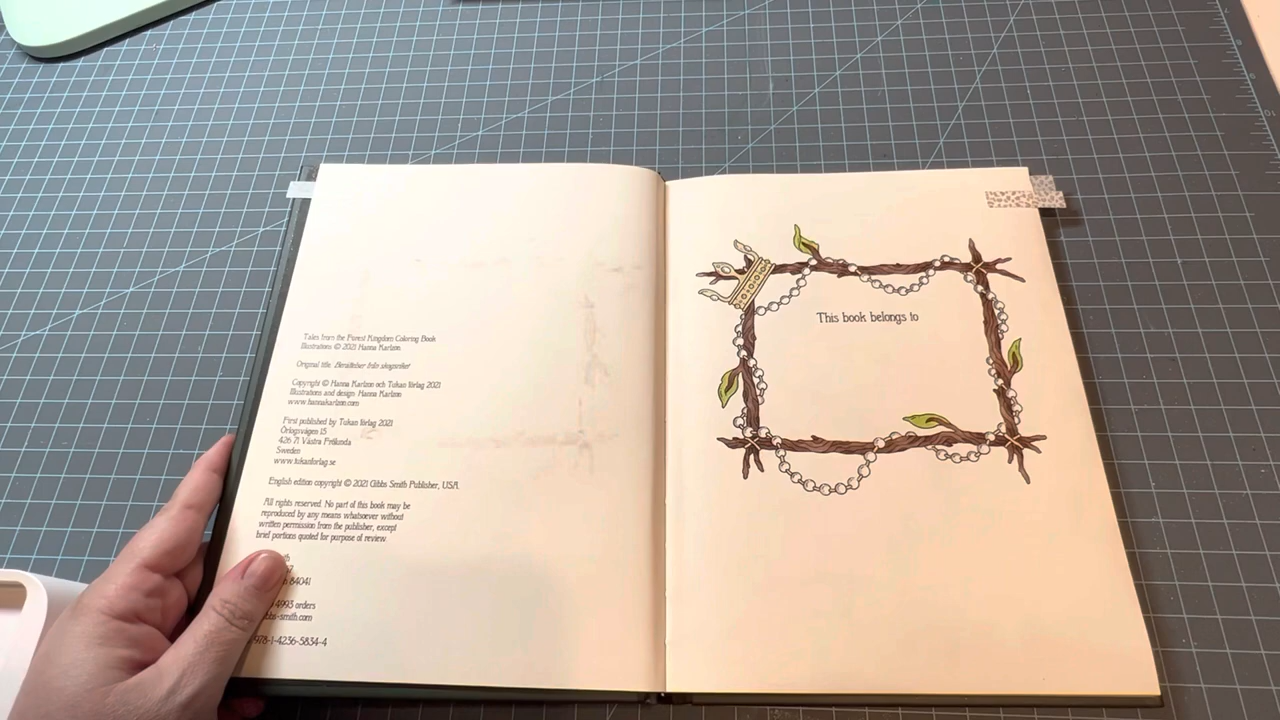 Tales from the Forest Kingdom Coloring Book
Illustrations © 2021 Hanna Karlzon
Original title: Berättelser från skogsriket
Copyright © Hanna Karlzon och Tukan förlag 2021
Illustrations and design: Hanna Karlzon
www.hannakarlzon.com
First published by Tukan förlag 2021
Örlogsvägen 15
426 71 Västra Frölunda
Sweden
www.tukanforlag.se
English edition copyright © 2021 Gibbs Smith Publisher, USA.
All rights reserved. No part of this book may be
reproduced by any means whatsoever without
written permission from the publisher, except
brief portions quoted for purpose of review.
84041
4993 orders
bbs-smith.com
978-1-4236-5834-4
This book belongs to